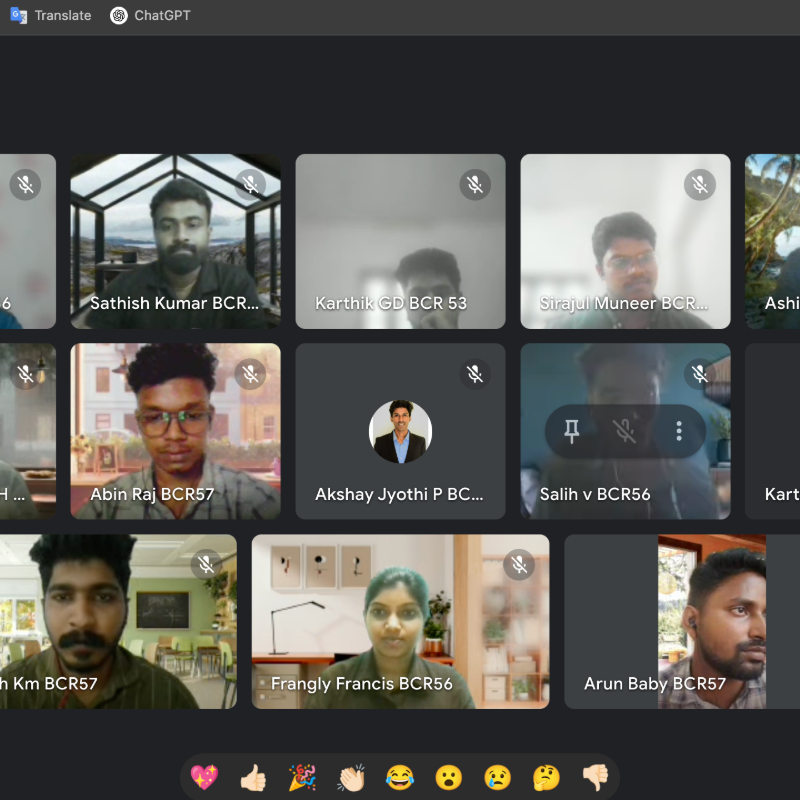 Translate ChatGPT
6
Sathish Kumar BCR...
Karthik GD BCR 53
Sirajul Muneer BCR...
Ashi
H ...
Abin Raj BCR57
Akshay Jyothi P BC...
Salih v BCR56
Kart
h Km BCR57
Frangly Francis BCR56
Arun Baby BCR57